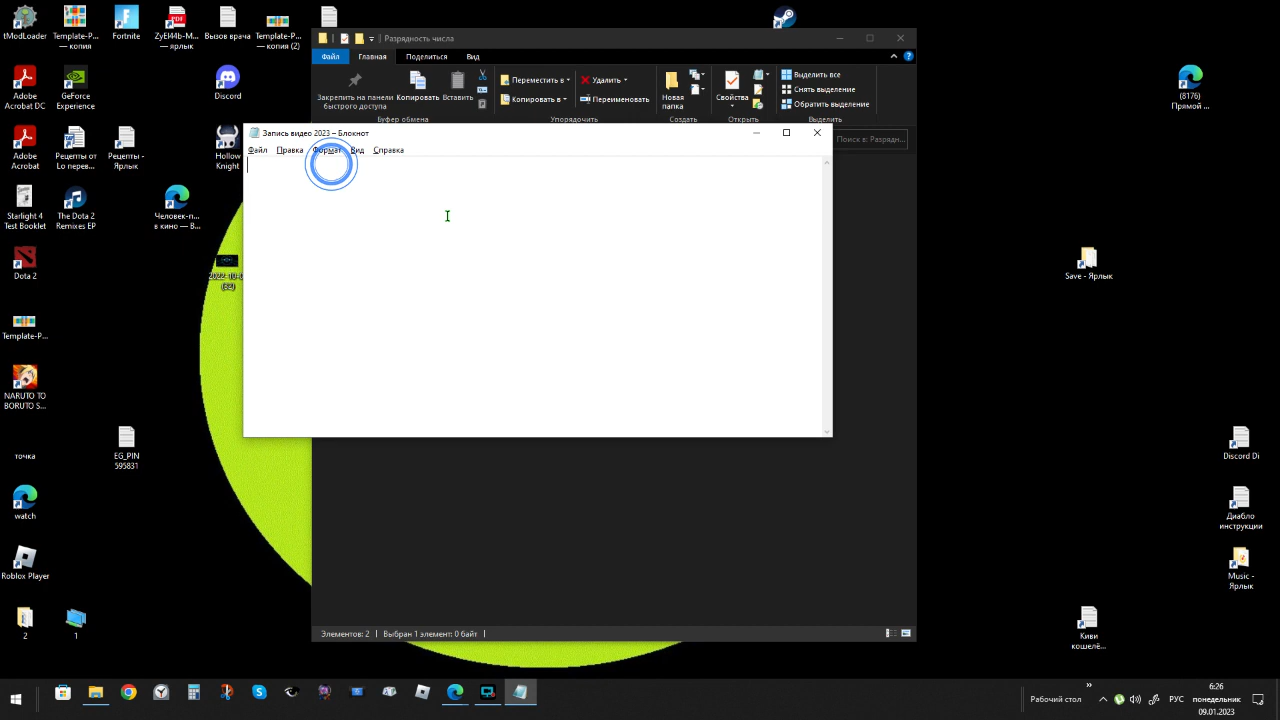 tModLoader
Template-P...
— копия
Fortnite
ZyEI44b-M...
— ярлык
Вызов врача
Template-P...
— копия (2)
Разрядность числа
Файл
Главная
Поделиться
Вид
Закрепить на панели
быстрого доступа
Копировать
Вставить
Буфер обмена
Переместить в
Копировать в
Удалить
Переименовать
Упорядочить
Новая
папка
Создать
Свойства
Открыть
Выделить все
Снять выделение
Обратить выделение
Выделить
Поиск в: Разрядн...
Запись видео 2023 – Блокнот
Файл Правка Формат Вид Справка
Adobe
Acrobat DC
GeForce
Experience
Discord
Adobe
Acrobat
Рецепты от
Lo перев...
Рецепты -
Ярлык
Hollow
Knight
Starlight 4
Test Booklet
The Dota 2
Remixes EP
Человек-п...
в кино — В...
Dota 2
(32)
Template-P...
NARUTO TO
BORUTO S...
точка
EG_PIN
595831
watch
Roblox Player
2
1
(8176)
Прямой ...
Save - Ярлык
Discord Di
Диабло
инструкции
Music -
Ярлык
Киви
кошелё...
Элементов: 2
Выбран 1 элемент: 0 байт
Рабочий стол
РУС
6:26
понедельник
09.01.2023